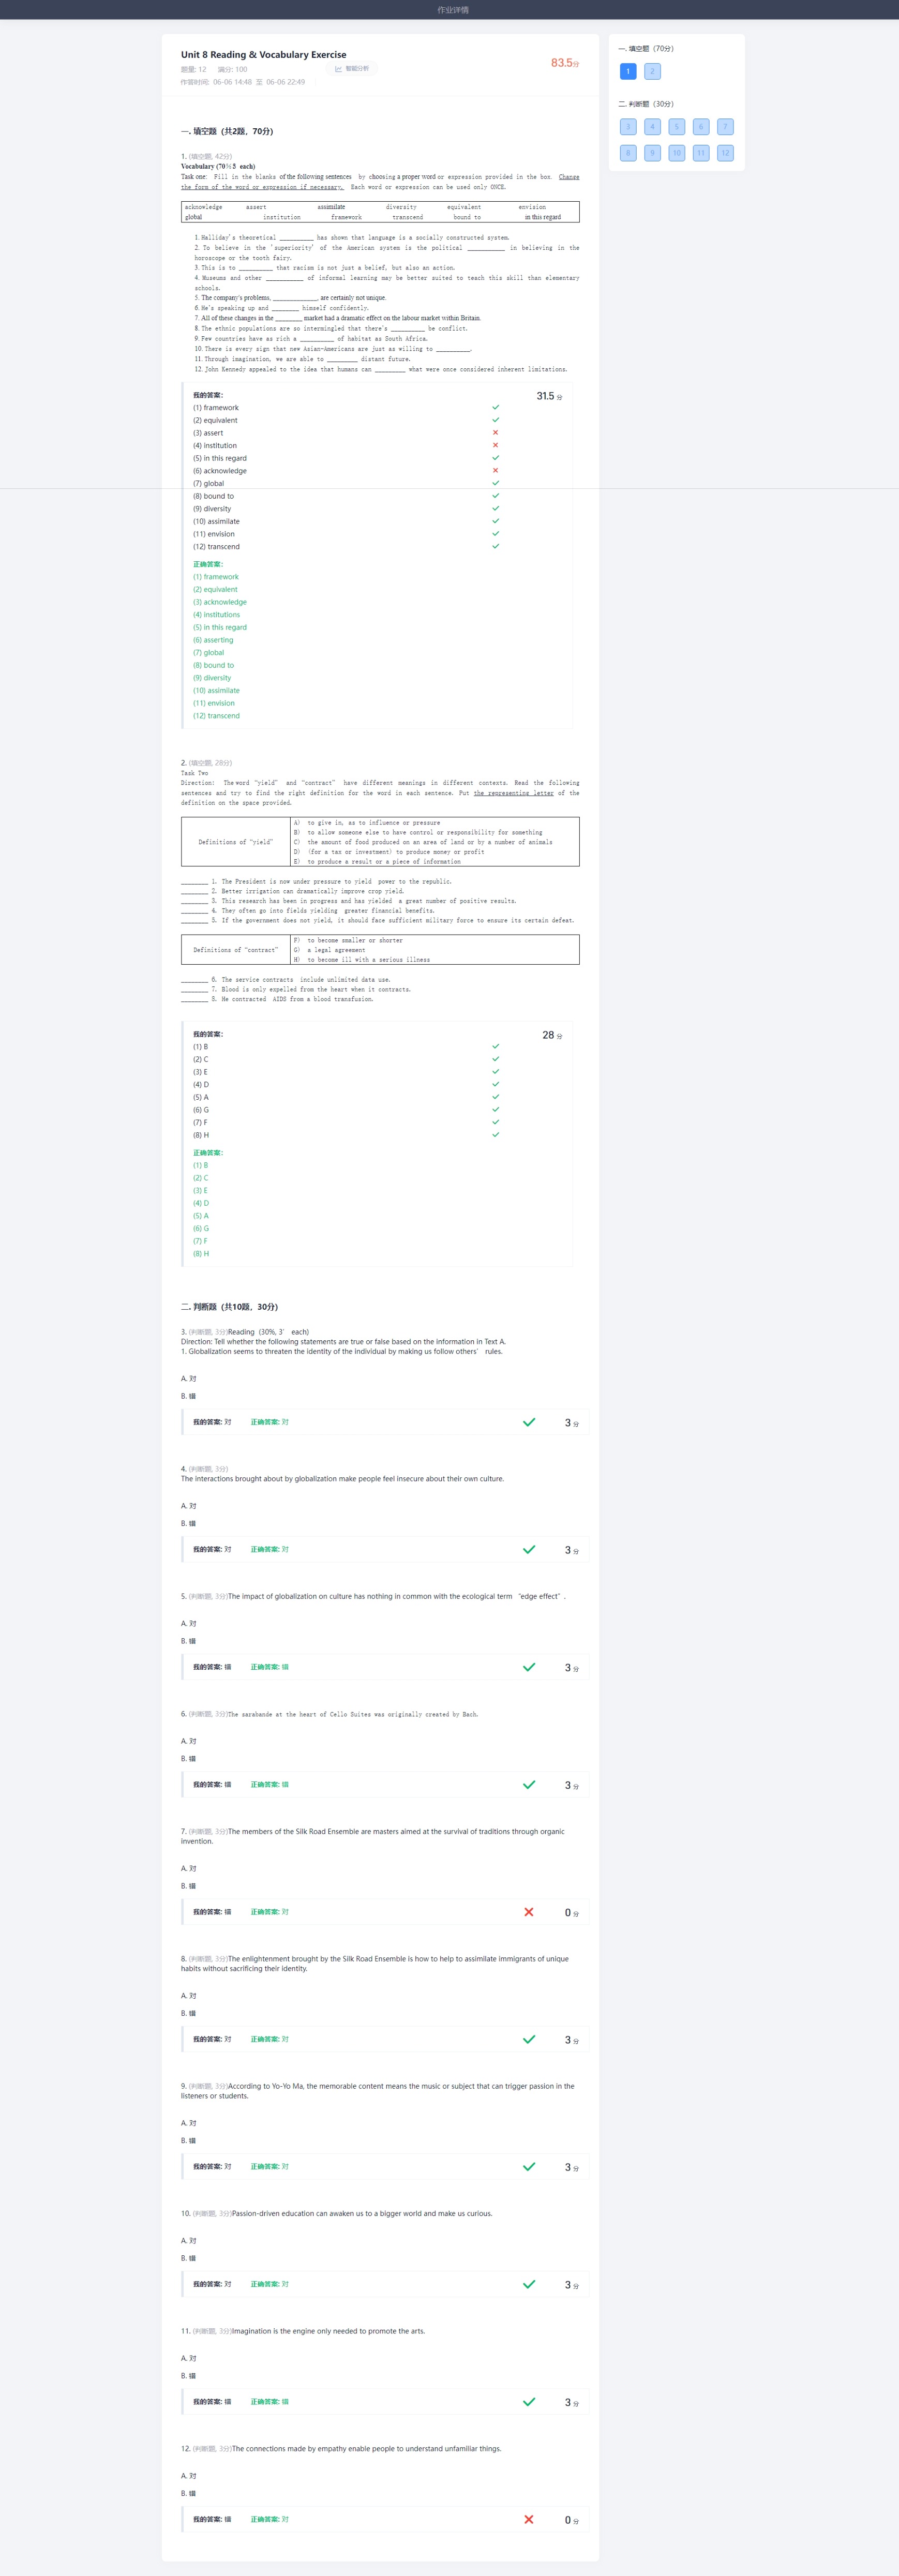 作业详情
Unit 8 Reading & Vocabulary Exercise
题量: 12 满分: 100
智能分析
作答时间: 06-06 14:48 至 06-06 22:49
83.5分
一. 填空题（70分）
1 2
二. 判断题（30分）
3 4 5 6 7
8 9 10 11 12
一. 填空题（共2题，70分）
1. (填空题, 42分)
Vocabulary (70%, 3.5 each)
Task one: Fill in the blanks of the following sentences by choosing a proper word or expression provided in the box. Change
the form of the word or expression if necessary. Each word or expression can be used only ONCE.
acknowledge assert assimilate diversity equivalent envision
global institution framework transcend bound to in this regard
1. Halliday's theoretical __________ has shown that language is a socially constructed system.
2. To believe in the 'superiority' of the American system is the political ___________ in believing in the
horoscope or the tooth fairy.
3. This is to __________ that racism is not just a belief, but also an action.
4. Museums and other ___________ of informal learning may be better suited to teach this skill than elementary
schools.
5. The company's problems, _____________, are certainly not unique.
6. He's speaking up and ________ himself confidently.
7. All of these changes in the ________ market had a dramatic effect on the labour market within Britain.
8. The ethnic populations are so intermingled that there's __________ be conflict.
9. Few countries have as rich a __________ of habitat as South Africa.
10. There is every sign that new Asian-Americans are just as willing to __________.
11. Through imagination, we are able to _________ distant future.
12. John Kennedy appealed to the idea that humans can _________ what were once considered inherent limitations.
我的答案: 31.5 分
(1) framework
(2) equivalent
(3) assert
(4) institution
(5) in this regard
(6) acknowledge
(7) global
(8) bound to
(9) diversity
(10) assimilate
(11) envision
(12) transcend
正确答案:
(1) framework
(2) equivalent
(3) acknowledge
(4) institutions
(5) in this regard
(6) asserting
(7) global
(8) bound to
(9) diversity
(10) assimilate
(11) envision
(12) transcend
2. (填空题, 28分)
Task Two
Direction: The word "yield" and "contract" have different meanings in different contexts. Read the following
sentences and try to find the right definition for the word in each sentence. Put the representing letter of the
definition on the space provided.
Definitions of "yield"
A) to give in, as to influence or pressure
B) to allow someone else to have control or responsibility for something
C) the amount of food produced on an area of land or by a number of animals
D) (for a tax or investment) to produce money or profit
E) to produce a result or a piece of information
________ 1. The President is now under pressure to yield power to the republic.
________ 2. Better irrigation can dramatically improve crop yield.
________ 3. This research has been in progress and has yielded a great number of positive results.
________ 4. They often go into fields yielding greater financial benefits.
________ 5. If the government does not yield, it should face sufficient military force to ensure its certain defeat.
Definitions of "contract"
F) to become smaller or shorter
G) a legal agreement
H) to become ill with a serious illness
________ 6. The service contracts include unlimited data use.
________ 7. Blood is only expelled from the heart when it contracts.
________ 8. He contracted AIDS from a blood transfusion.
我的答案: 28 分
(1) B
(2) C
(3) E
(4) D
(5) A
(6) G
(7) F
(8) H
正确答案:
(1) B
(2) C
(3) E
(4) D
(5) A
(6) G
(7) F
(8) H
二. 判断题（共10题，30分）
3. (判断题, 3分)Reading (30%, 3' each)
Direction: Tell whether the following statements are true or false based on the information in Text A.
1. Globalization seems to threaten the identity of the individual by making us follow others' rules.
A. 对
B. 错
我的答案: 对 正确答案: 对 3 分
4. (判断题, 3分)
The interactions brought about by globalization make people feel insecure about their own culture.
A. 对
B. 错
我的答案: 对 正确答案: 对 3 分
5. (判断题, 3分)The impact of globalization on culture has nothing in common with the ecological term "edge effect".
A. 对
B. 错
我的答案: 错 正确答案: 错 3 分
6. (判断题, 3分)The sarabande at the heart of Cello Suites was originally created by Bach.
A. 对
B. 错
我的答案: 错 正确答案: 错 3 分
7. (判断题, 3分)The members of the Silk Road Ensemble are masters aimed at the survival of traditions through organic
invention.
A. 对
B. 错
我的答案: 错 正确答案: 对 0 分
8. (判断题, 3分)The enlightenment brought by the Silk Road Ensemble is how to help to assimilate immigrants of unique
habits without sacrificing their identity.
A. 对
B. 错
我的答案: 对 正确答案: 对 3 分
9. (判断题, 3分)According to Yo-Yo Ma, the memorable content means the music or subject that can trigger passion in the
listeners or students.
A. 对
B. 错
我的答案: 对 正确答案: 对 3 分
10. (判断题, 3分)Passion-driven education can awaken us to a bigger world and make us curious.
A. 对
B. 错
我的答案: 对 正确答案: 对 3 分
11. (判断题, 3分)Imagination is the engine only needed to promote the arts.
A. 对
B. 错
我的答案: 错 正确答案: 错 3 分
12. (判断题, 3分)The connections made by empathy enable people to understand unfamiliar things.
A. 对
B. 错
我的答案: 错 正确答案: 对 0 分